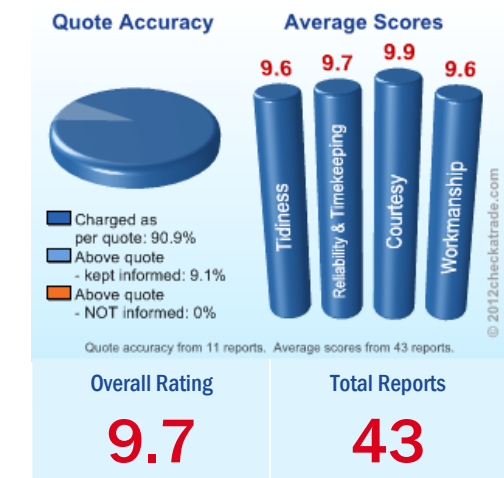 Quote Accuracy
Average Scores
9.6
9.7
9.9
9.6
Tidiness
Reliability & Timekeeping
Courtesy
Workmanship
Charged as
per quote: 90.9%
Above quote
- kept informed: 9.1%
Above quote
- NOT informed: 0%
© 2012checkatrade.com
Quote accuracy from 11 reports. Average scores from 43 reports.
Overall Rating
9.7
Total Reports
43